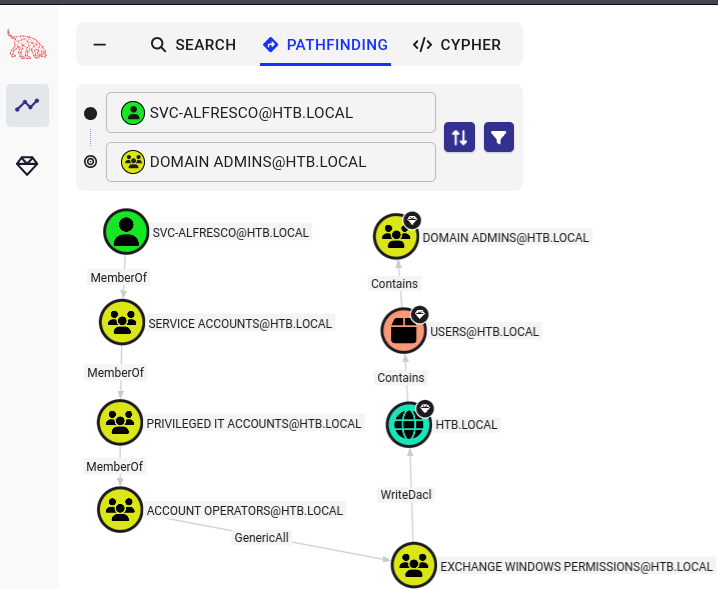 SEARCH
PATHFINDING
</> CYPHER
SVC-ALFRESCO@HTB.LOCAL
DOMAIN ADMINS@HTB.LOCAL
SVC-ALFRESCO@HTB.LOCAL
MemberOf
SERVICE ACCOUNTS@HTB.LOCAL
MemberOf
PRIVILEGED IT ACCOUNTS@HTB.LOCAL
MemberOf
ACCOUNT OPERATORS@HTB.LOCAL
GenericAll
EXCHANGE WINDOWS PERMISSIONS@HTB.LOCAL
WriteDacl
HTB.LOCAL
Contains
USERS@HTB.LOCAL
Contains
DOMAIN ADMINS@HTB.LOCAL